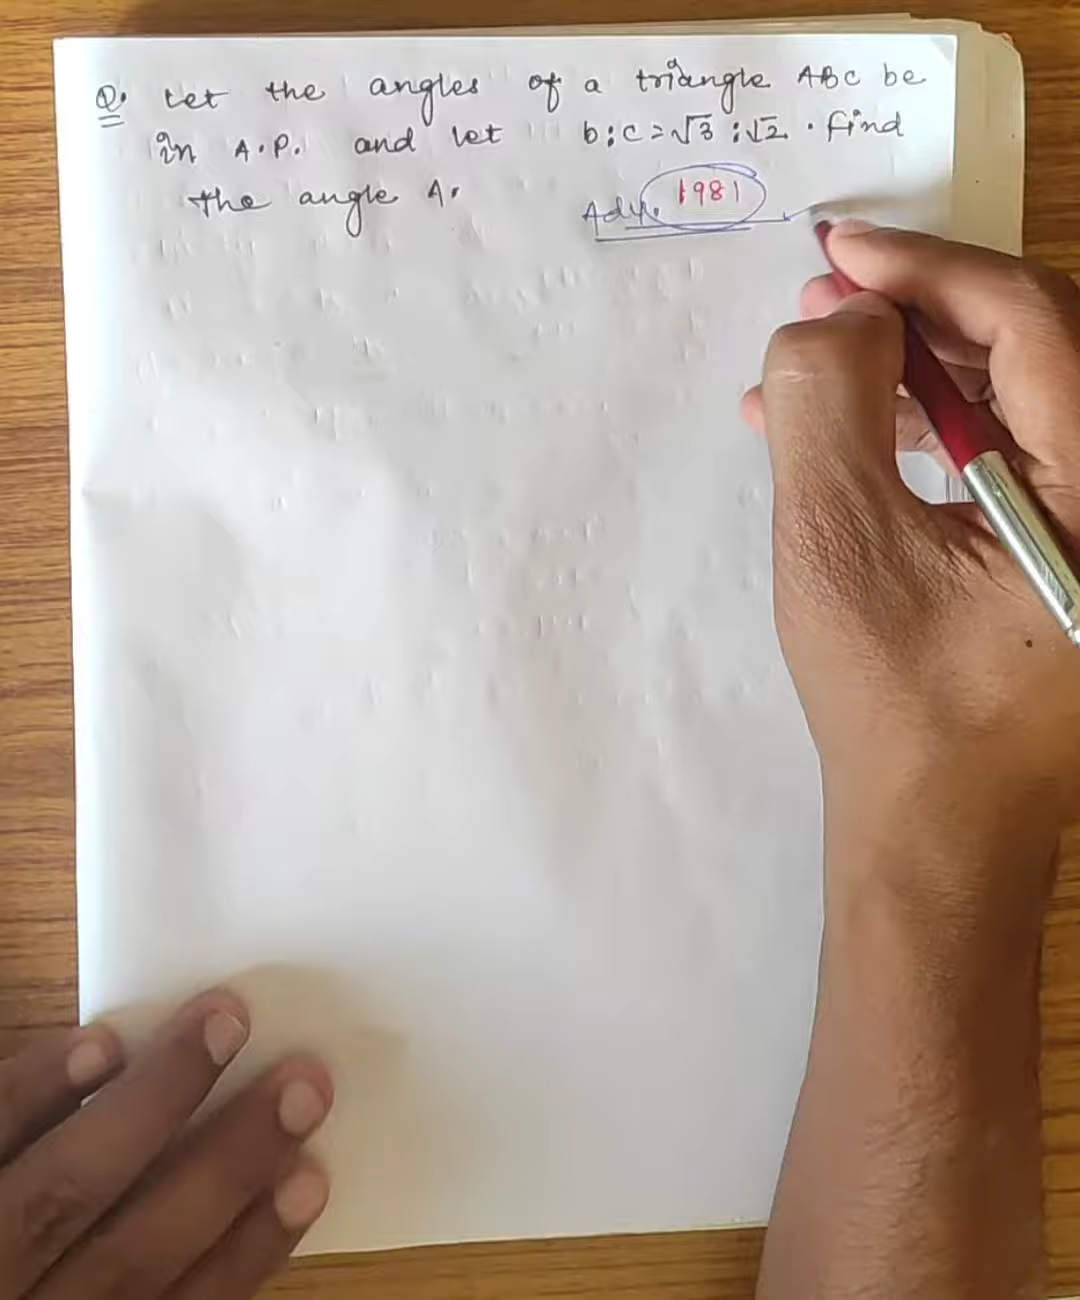 Q. Let the angles of a triangle ABC be
in A.P. and let b:c=√3:√2. Find
the angle A.
Adv. 1981